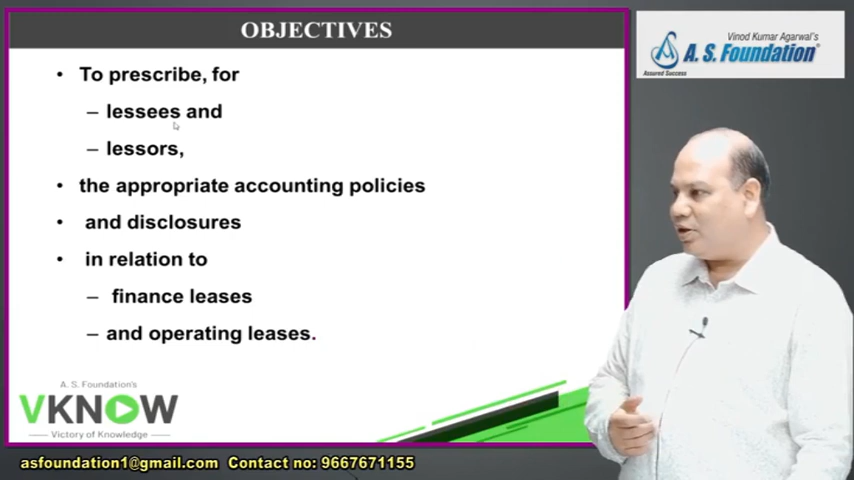 OBJECTIVES
Vinod Kumar Agarwal's
A. S. Foundation®
Assured Success
• To prescribe, for
– lessees and
– lessors,
• the appropriate accounting policies
• and disclosures
• in relation to
– finance leases
– and operating leases.
A. S. Foundation's
VKNOW
Victory of Knowledge
asfoundation1@gmail.com Contact no: 9667671155